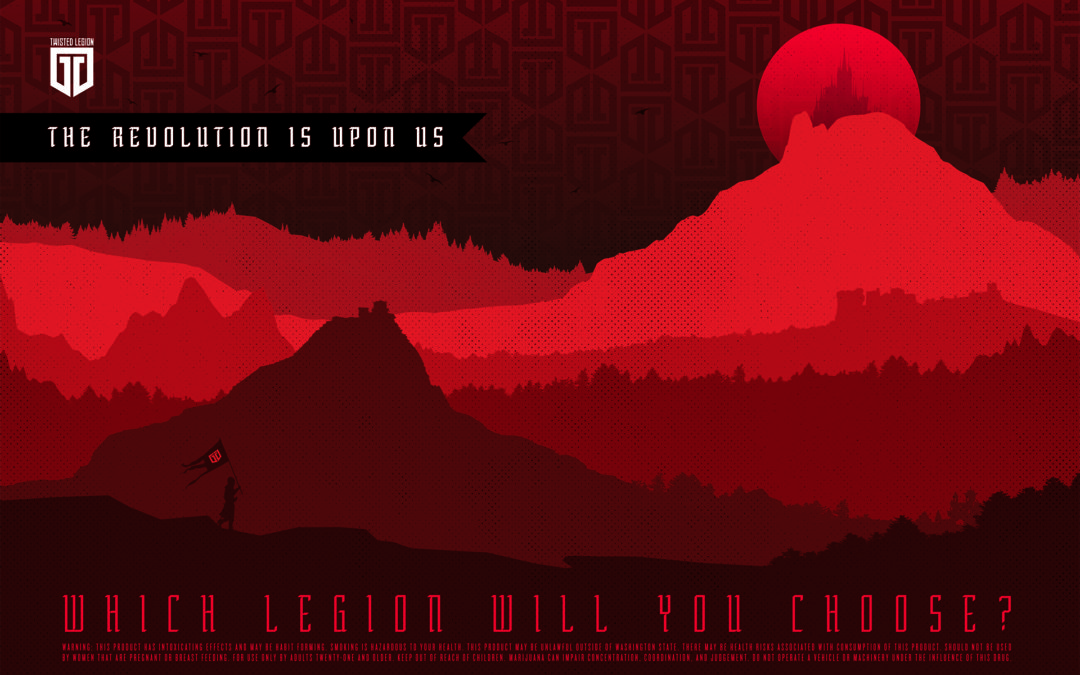 TWISTED LEGION
THE REVOLUTION IS UPON US
WHICH LEGION WILL YOU CHOOSE?
WARNING: THIS PRODUCT HAS INTOXICATING EFFECTS AND MAY BE HABIT FORMING. SMOKING IS HAZARDOUS TO YOUR HEALTH. THIS PRODUCT MAY BE UNLAWFUL OUTSIDE OF WASHINGTON STATE. THERE MAY BE HEALTH RISKS ASSOCIATED WITH CONSUMPTION OF THIS PRODUCT. SHOULD NOT BE USED
BY WOMEN THAT ARE PREGNANT OR BREAST FEEDING. FOR USE ONLY BY ADULTS TWENTY ONE AND OLDER. KEEP OUT OF REACH OF CHILDREN. MARIJUANA CAN IMPAIR CONCENTRATION, COORDINATION, AND JUDGEMENT. DO NOT OPERATE A VEHICLE OR MACHINERY UNDER THE INFLUENCE OF THIS DRUG.